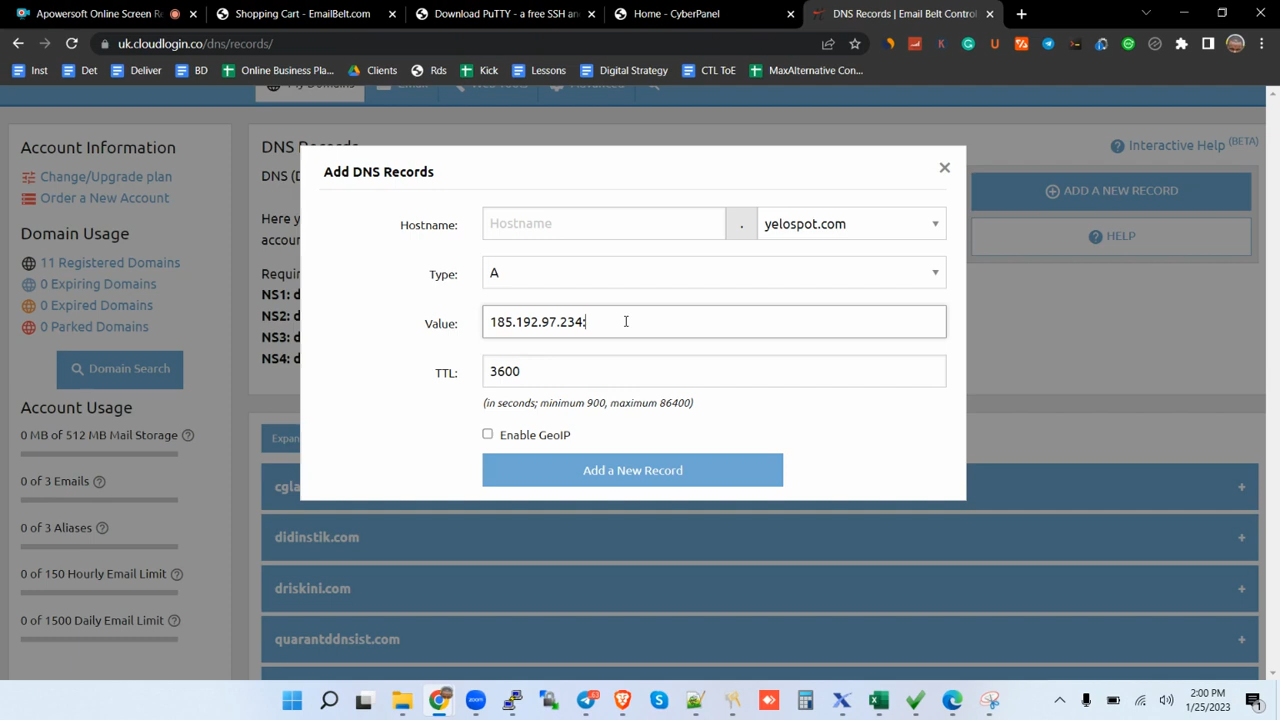 Apowersoft Online Screen Re
Shopping Cart - EmailBelt.com
Download PuTTY - a free SSH an
Home - CyberPanel
DNS Records | Email Belt Control
uk.cloudlogin.co/dns/records/
Inst
Det
Deliver
BD
Online Business Pla...
Clients
Rds
Kick
Lessons
Digital Strategy
CTL ToE
MaxAlternative Con...
My Domains
Email
Web Tools
Advanced
Account Information
Change/Upgrade plan
Order a New Account
Domain Usage
11 Registered Domains
0 Expiring Domains
0 Expired Domains
0 Parked Domains
Domain Search
Account Usage
0 MB of 512 MB Mail Storage
0 of 3 Emails
0 of 3 Aliases
0 of 150 Hourly Email Limit
0 of 1500 Daily Email Limit
DNS Records
DNS (D
Here y
accou
Requir
NS1: d
NS2: d
NS3: d
NS4: d
Interactive Help (BETA)
ADD A NEW RECORD
HELP
Add DNS Records
Hostname:
Hostname
.
yelospot.com
Type:
A
Value:
185.192.97.234:
TTL:
3600
(in seconds; minimum 900, maximum 86400)
Enable GeoIP
Add a New Record
Expan
cgla
didinstik.com
driskini.com
quarantddnsist.com
2:00 PM
1/25/2023